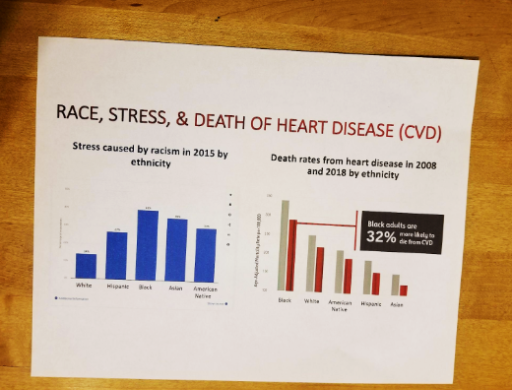 RACE, STRESS, & DEATH OF HEART DISEASE (CVD)
Stress caused by racism in 2015 by
ethnicity
White Hispanic Black Asian American
Native
Death rates from heart disease in 2008
and 2018 by ethnicity
Black adults are
32% more likely to
die from CVD
Black White American Hispanic Asian
Native